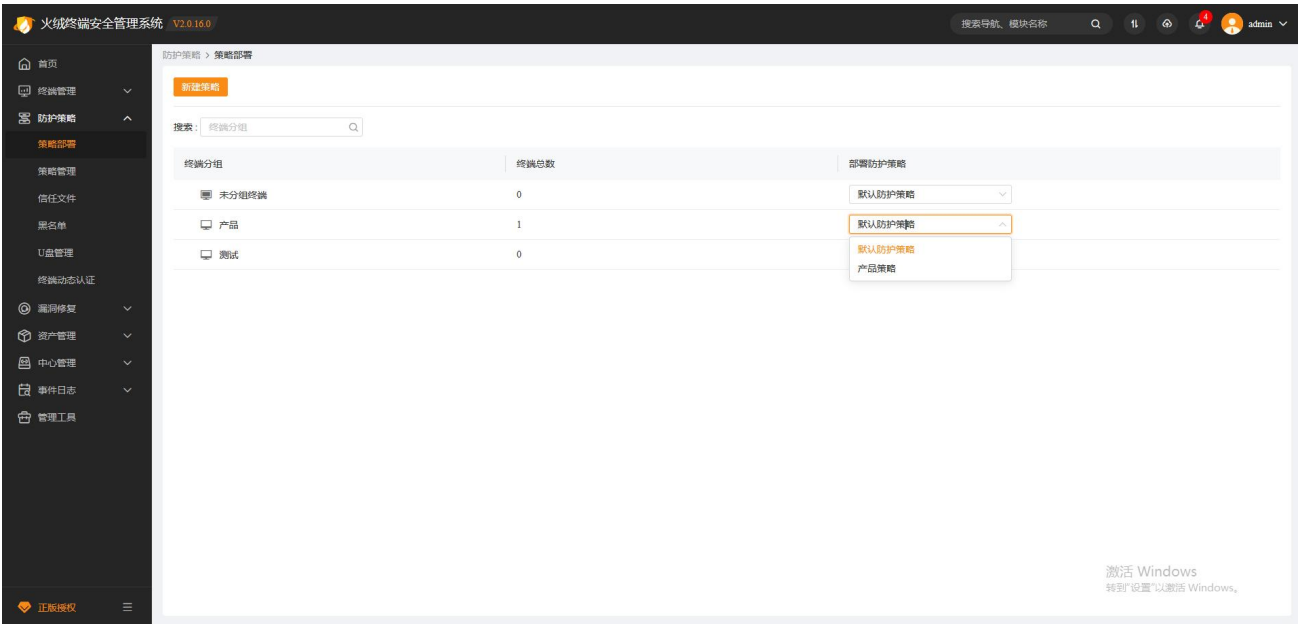 火绒终端安全管理系统 V2.0.16.0 搜索导航、模块名称 4 admin
首页
终端管理
防护策略
策略部署
策略管理
信任文件
黑名单
U盘管理
终端动态认证
漏洞修复
资产管理
中心管理
事件日志
管理工具
正版授权
防护策略 > 策略部署
新建策略
搜索: 终端分组
终端分组 终端总数 部署防护策略
未分组终端 0 默认防护策略
产品 1 默认防护策略
测试 0
默认防护策略
产品策略
激活 Windows
转到"设置"以激活 Windows。